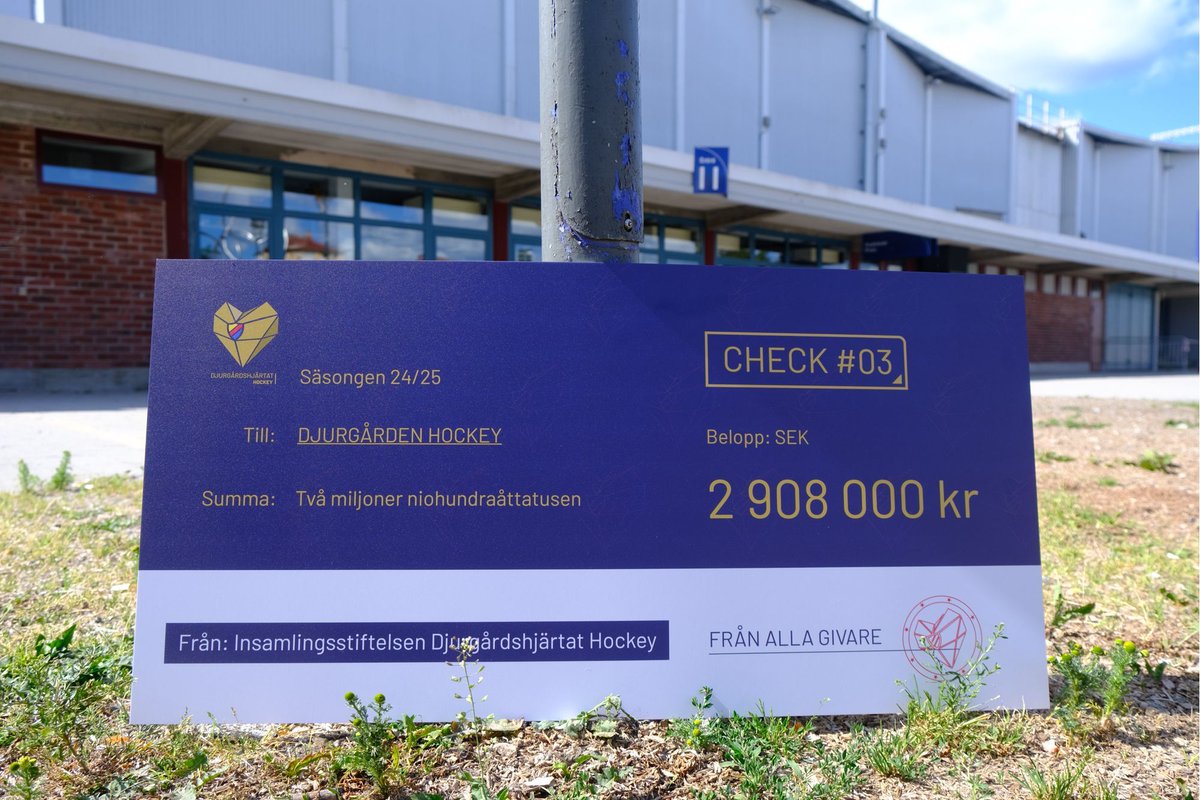 DJURGÅRDSHJÄRTAT
HOCKEY
Säsongen 24/25
CHECK #03
Till: DJURGÅRDEN HOCKEY
Belopp: SEK
Summa: Två miljoner niohundraåttatusen
2 908 000 kr
Från: Insamlingsstiftelsen Djurgårdshjärtat Hockey
FRÅN ALLA GIVARE